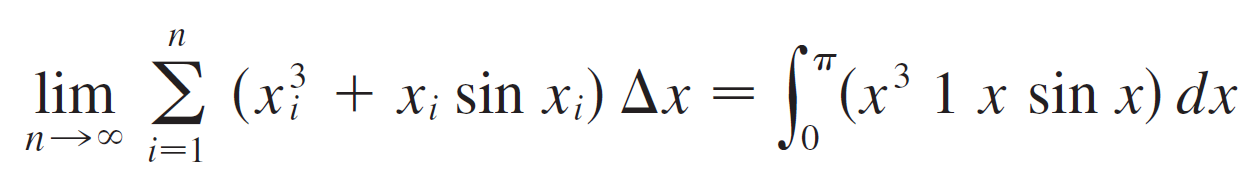 lim n→∞ n ∑ i=1 (x_i^3 + x_i sin x_i) Δx = ∫_0^π (x^3 1 x sin x) dx